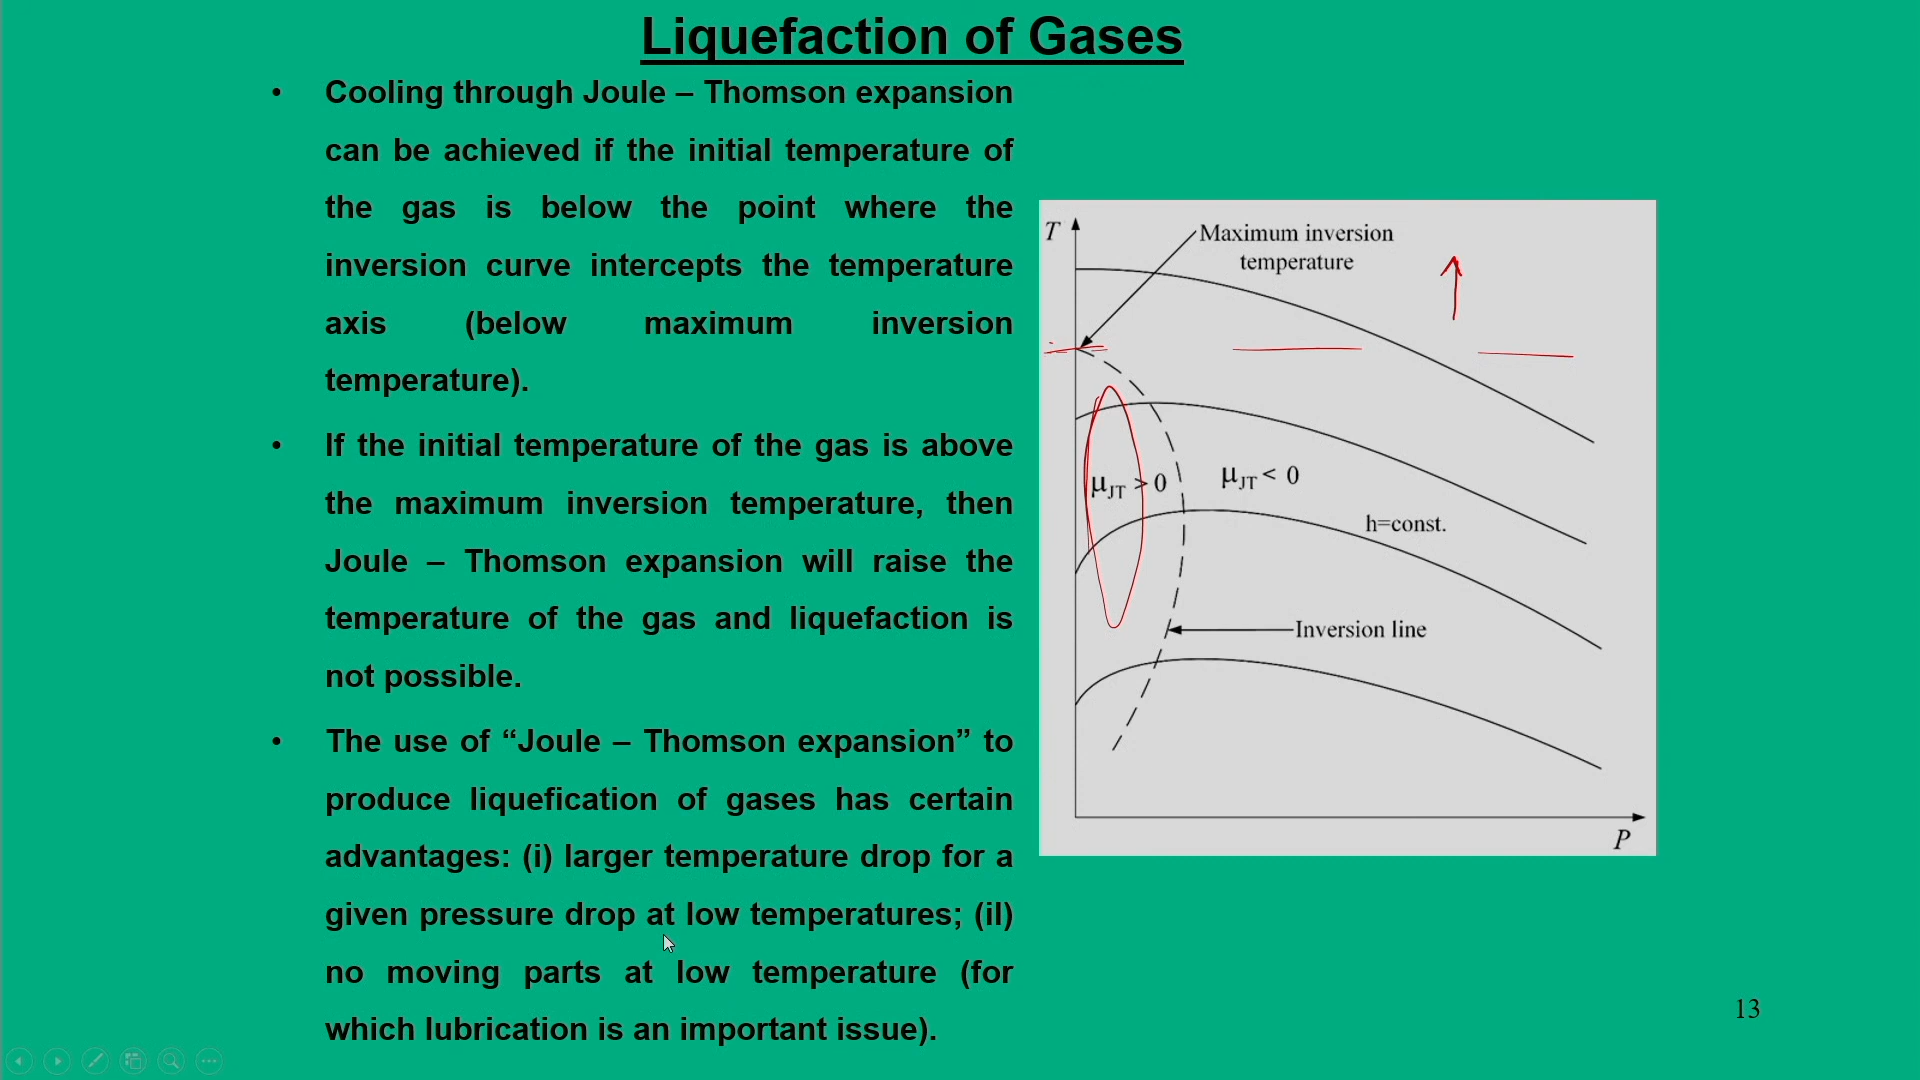 Liquefaction of Gases
• Cooling through Joule – Thomson expansion
can be achieved if the initial temperature of
the gas is below the point where the
inversion curve intercepts the temperature
axis (below maximum inversion
temperature).
• If the initial temperature of the gas is above
the maximum inversion temperature, then
Joule – Thomson expansion will raise the
temperature of the gas and liquefaction is
not possible.
• The use of “Joule – Thomson expansion” to
produce liquefication of gases has certain
advantages: (i) larger temperature drop for a
given pressure drop at low temperatures; (iI)
no moving parts at low temperature (for
which lubrication is an important issue).
T
Maximum inversion
temperature
μJT > 0
μJT < 0
h=const.
Inversion line
P
13